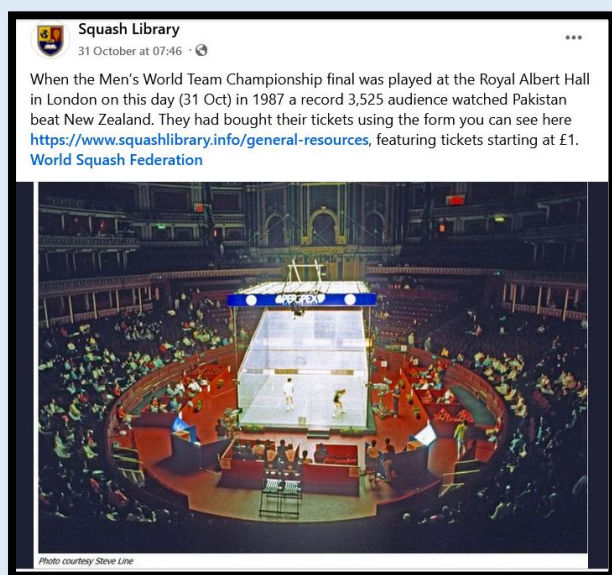 Squash Library
31 October at 07:46 ·
When the Men's World Team Championship final was played at the Royal Albert Hall
in London on this day (31 Oct) in 1987 a record 3,525 audience watched Pakistan
beat New Zealand. They had bought their tickets using the form you can see here
https://www.squashlibrary.info/general-resources, featuring tickets starting at £1.
World Squash Federation
PERSPEX
Photo courtesy Steve Line